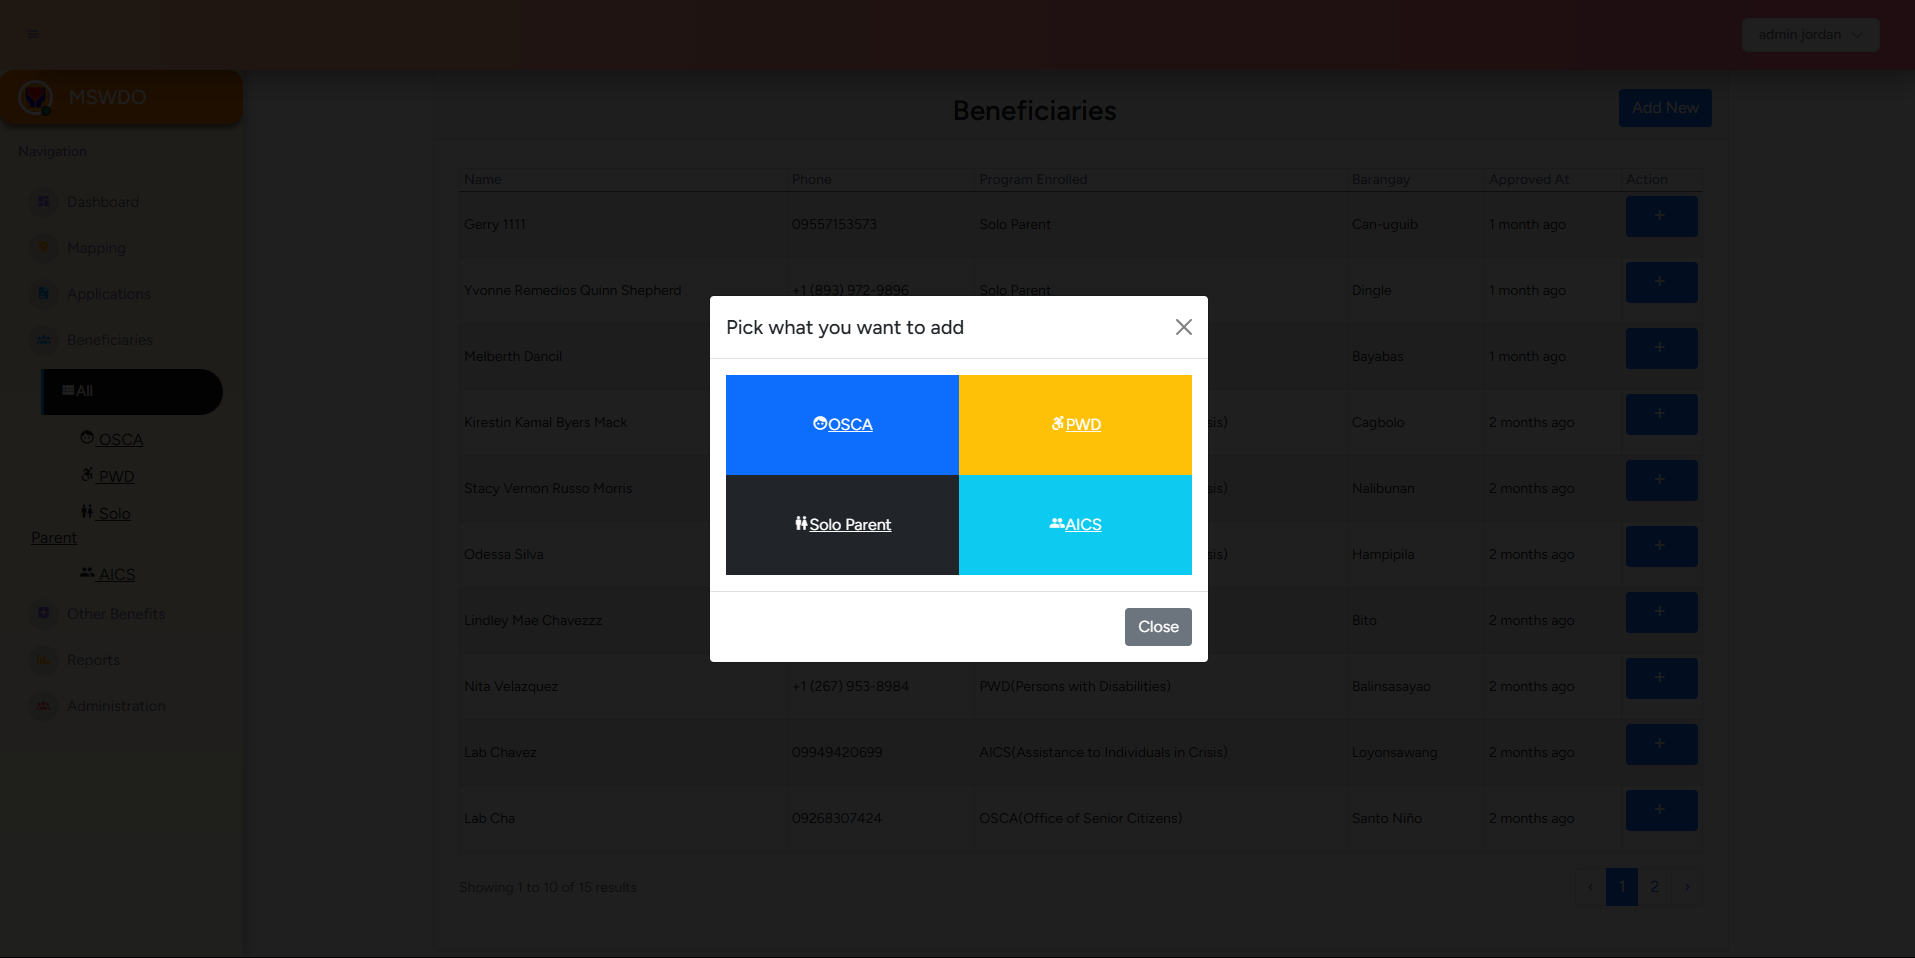 admin jordan
MSWDO
Navigation
Dashboard
Mapping
Applications
Beneficiaries
All
OSCA
PWD
Solo
Parent
AICS
Other Benefits
Reports
Administration
Beneficiaries
Add New
Name Phone Program Enrolled Barangay Approved At Action
Gerry 1111 09557153573 Solo Parent Can-uguib 1 month ago +
Yvonne Remedios Quinn Shepherd +1 (893) 972-9896 Solo Parent Dingle 1 month ago +
Melberth Dancil Bayabas 1 month ago +
Kirestin Kamal Byers Mack sis) Cagbolo 2 months ago +
Stacy Vernon Russo Morris sis) Nalibunan 2 months ago +
Odessa Silva sis) Hampipila 2 months ago +
Lindley Mae Chavezzz Bito 2 months ago +
Nita Velazquez +1 (267) 953-8984 PWD(Persons with Disabilities) Balinsasayao 2 months ago +
Lab Chavez 09949420699 AICS(Assistance to Individuals in Crisis) Loyonsawang 2 months ago +
Lab Cha 09268307424 OSCA(Office of Senior Citizens) Santo Niño 2 months ago +
Showing 1 to 10 of 15 results
‹ 1 2 ›
Pick what you want to add
OSCA
PWD
Solo Parent
AICS
Close